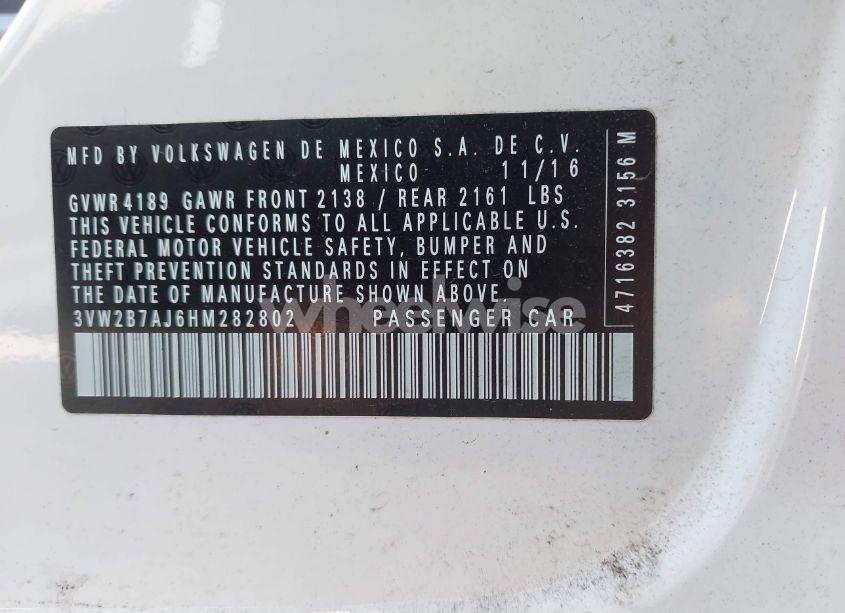 MFD BY VOLKSWAGEN DE MEXICO S.A. DE C.V.
MEXICO 11/16
GVWR 4189 GAWR FRONT 2138 / REAR 2161 LBS
THIS VEHICLE CONFORMS TO ALL APPLICABLE U.S.
FEDERAL MOTOR VEHICLE SAFETY, BUMPER AND
THEFT PREVENTION STANDARDS IN EFFECT ON
THE DATE OF MANUFACTURE SHOWN ABOVE.
3VW2B7AJ6HM282802 PASSENGER CAR
4716382 3156 M
wheelwise